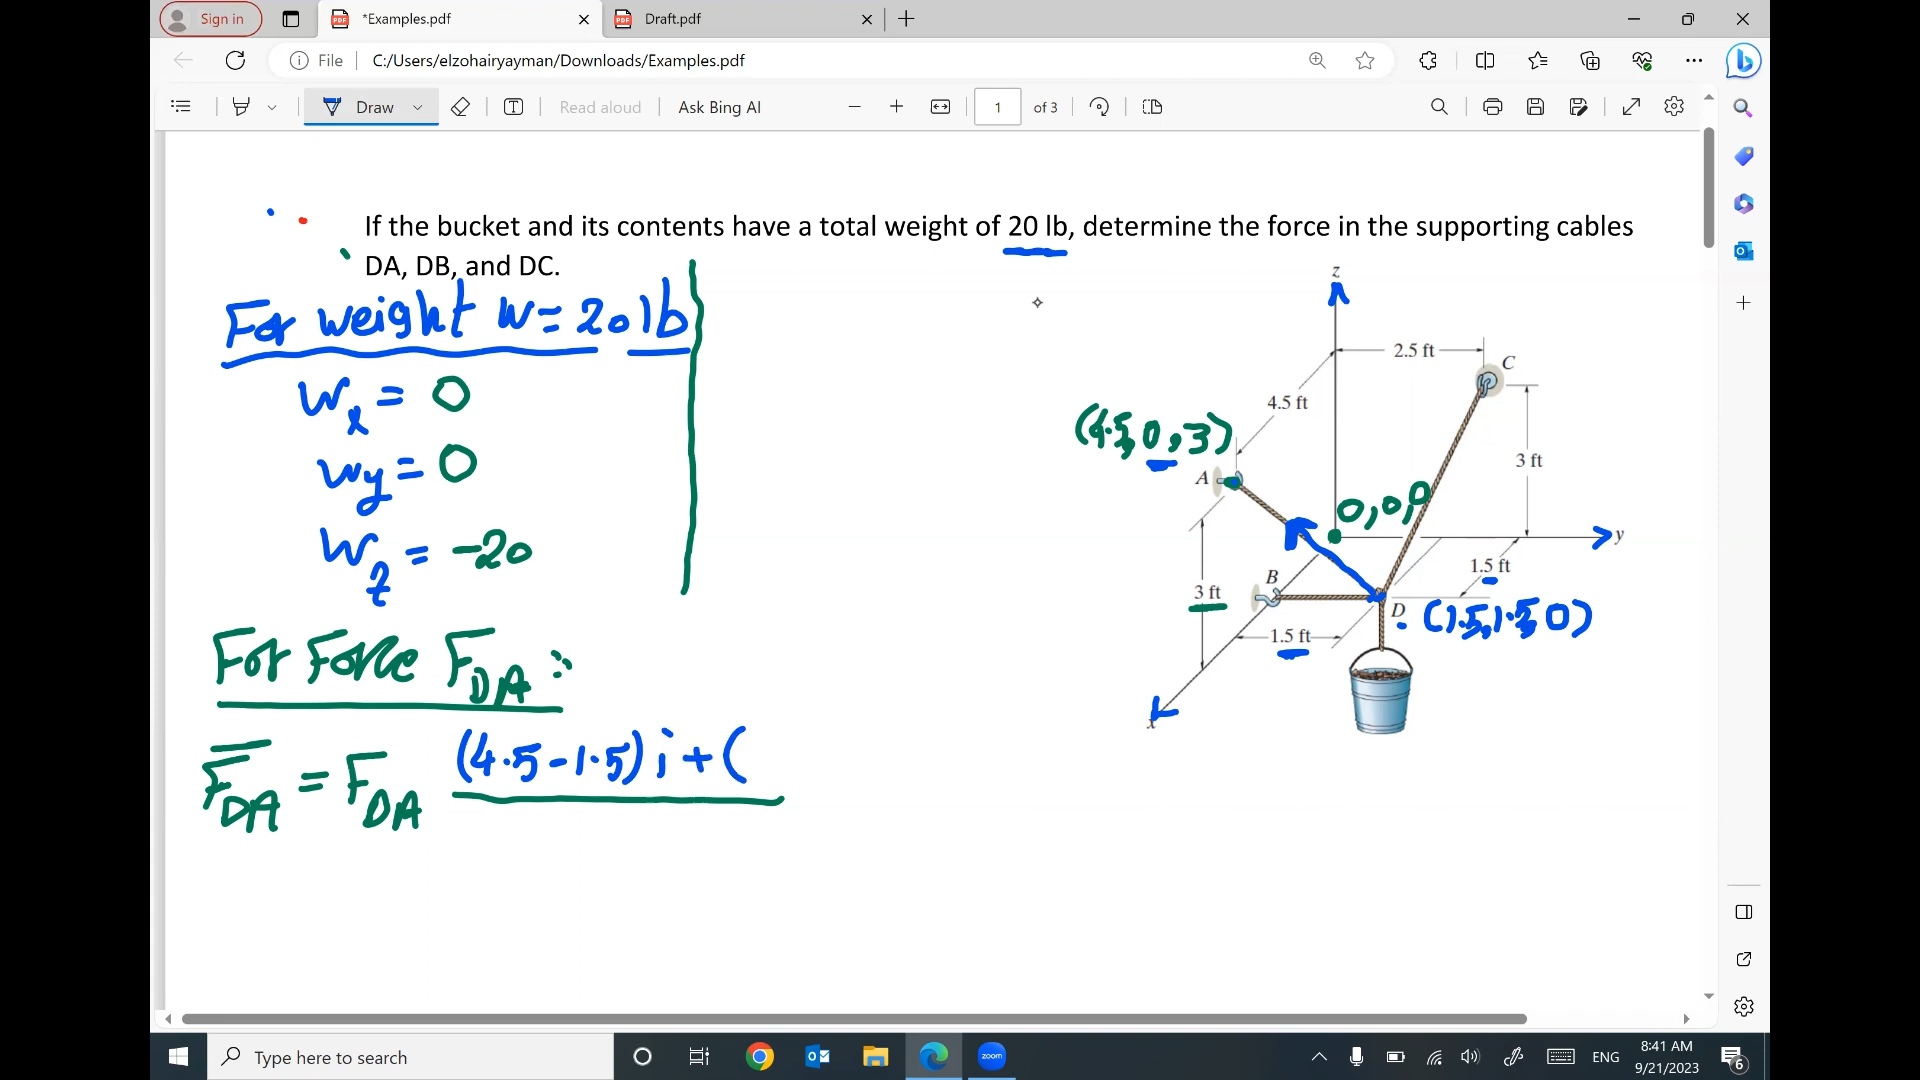 Sign in
*Examples.pdf
Draft.pdf
File
C:/Users/elzohairyayman/Downloads/Examples.pdf
Draw
Read aloud
Ask Bing AI
1 of 3
If the bucket and its contents have a total weight of 20 lb, determine the force in the supporting cables
DA, DB, and DC.
For weight W = 20 lb
Wx = 0
Wy = 0
Wz = -20
For Force FDA :
FDA = FDA (4.5-1.5) i + (
z
2.5 ft
C
4.5 ft
(4.5, 0, 3)
3 ft
A
0,0,0
y
1.5 ft
B
3 ft
D
(1.5, 1.5, 0)
1.5 ft
x
Type here to search
zoom
ENG
8:41 AM
9/21/2023
6